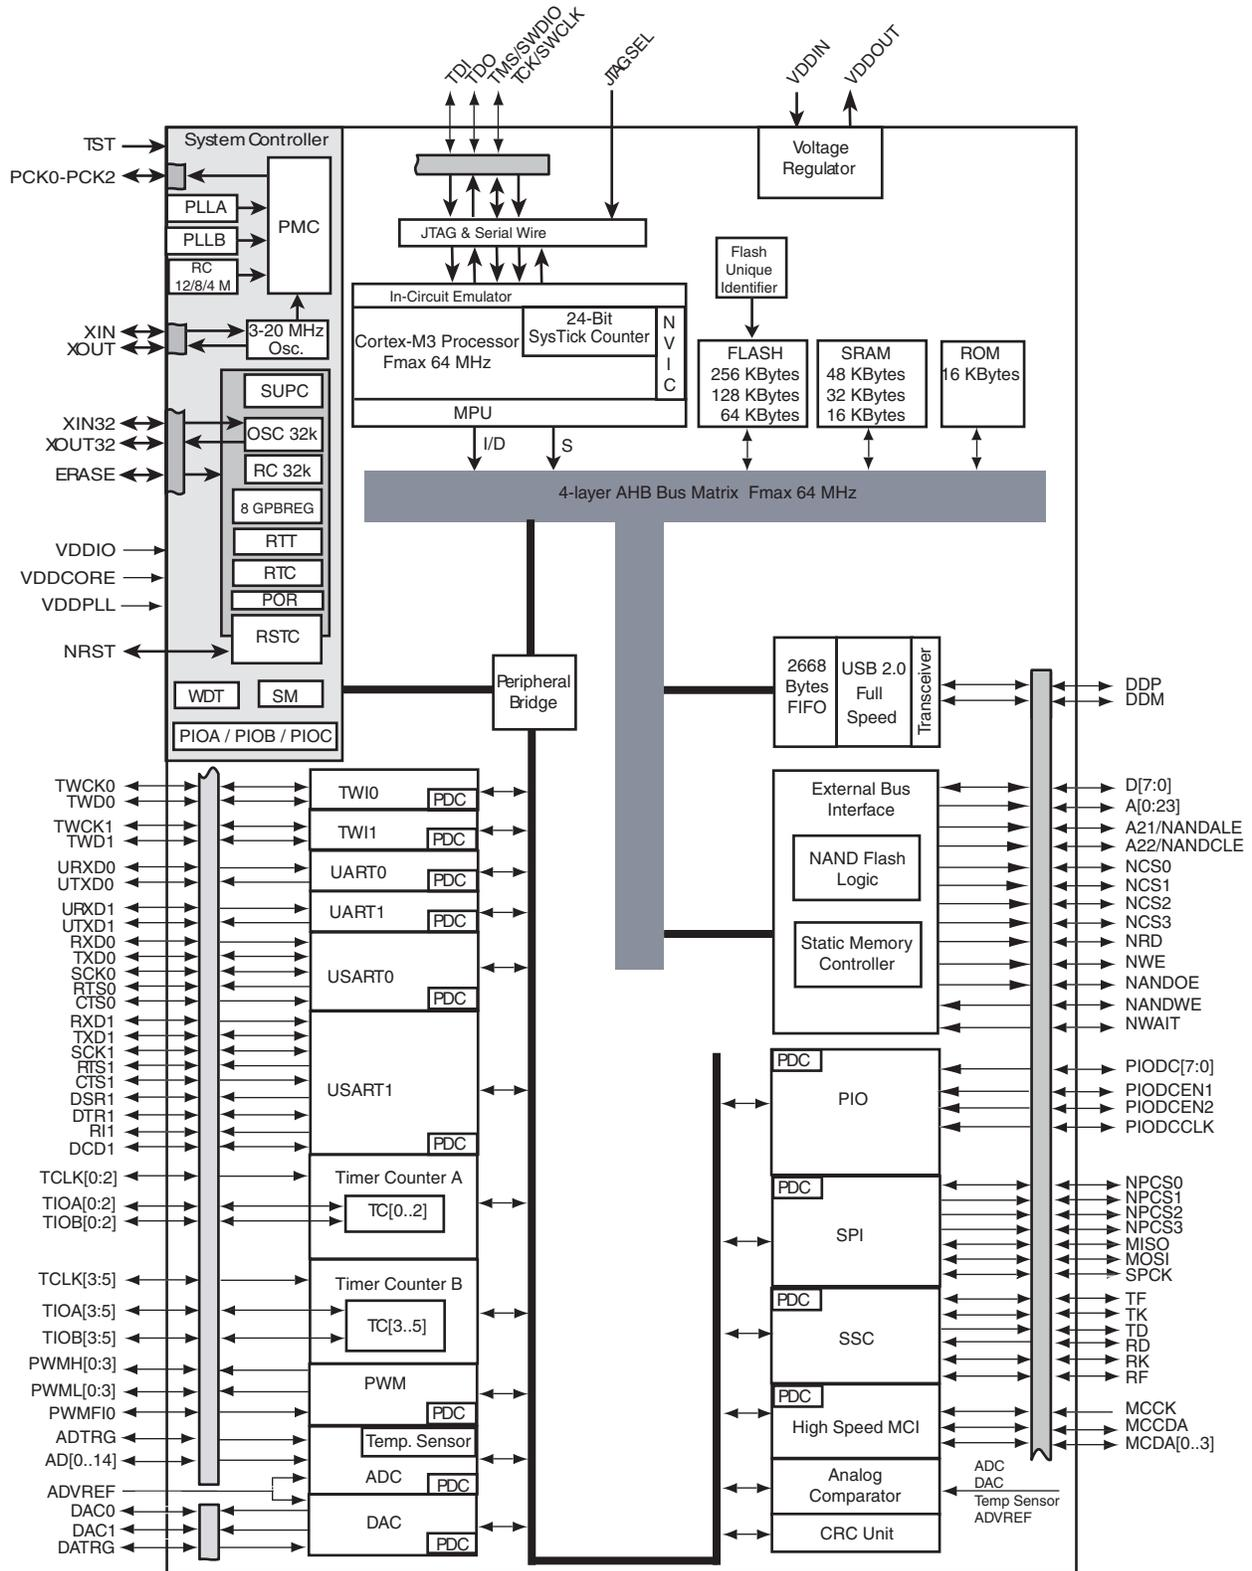 TDI
TDO
TMS/SWDIO
TCK/SWCLK
JTAGSEL
VDDIN
VDDOUT
TST
System Controller
Voltage
Regulator
PCK0-PCK2
PLLA
PMC
PLLB
RC
12/8/4 M
JTAG & Serial Wire
Flash
Unique
Identifier
XIN
XOUT
3-20 MHz
Osc.
In-Circuit Emulator
Cortex-M3 Processor
Fmax 64 MHz
24-Bit
SysTick Counter
N
V
I
C
MPU
FLASH
256 KBytes
128 KBytes
64 KBytes
SRAM
48 KBytes
32 KBytes
16 KBytes
ROM
16 KBytes
I/D
S
SUPC
XIN32
XOUT32
ERASE
OSC 32k
RC 32k
8 GPBREG
RTT
RTC
POR
RSTC
4-layer AHB Bus Matrix Fmax 64 MHz
VDDIO
VDDCORE
VDDPLL
NRST
WDT
SM
PIOA / PIOB / PIOC
Peripheral
Bridge
2668
Bytes
FIFO
USB 2.0
Full
Speed
Transceiver
DDP
DDM
TWCK0
TWD0
TWI0
PDC
TWCK1
TWD1
TWI1
PDC
URXD0
UTXD0
UART0
PDC
URXD1
UTXD1
UART1
PDC
RXD0
TXD0
SCK0
RTS0
CTS0
USART0
PDC
RXD1
TXD1
SCK1
RTS1
CTS1
DSR1
DTR1
RI1
DCD1
USART1
PDC
TCLK[0:2]
TIOA[0:2]
TIOB[0:2]
Timer Counter A
TC[0..2]
TCLK[3:5]
TIOA[3:5]
TIOB[3:5]
Timer Counter B
TC[3..5]
PWMH[0:3]
PWML[0:3]
PWMFI0
PWM
PDC
ADTRG
AD[0..14]
Temp. Sensor
ADC
PDC
ADVREF
DAC0
DAC1
DATRG
DAC
PDC
External Bus
Interface
NAND Flash
Logic
Static Memory
Controller
D[7:0]
A[0:23]
A21/NANDALE
A22/NANDCLE
NCS0
NCS1
NCS2
NCS3
NRD
NWE
NANDOE
NANDWE
NWAIT
PDC
PIO
PIODC[7:0]
PIODCEN1
PIODCEN2
PIODCCLK
PDC
SPI
NPCS0
NPCS1
NPCS2
NPCS3
MISO
MOSI
SPCK
PDC
SSC
TF
TK
TD
RD
RK
RF
PDC
High Speed MCI
MCCK
MCCDA
MCDA[0..3]
Analog
Comparator
ADC
DAC
Temp Sensor
ADVREF
CRC Unit